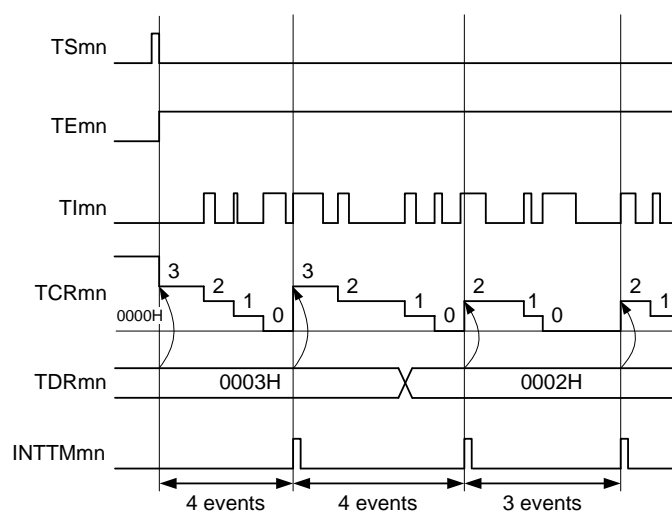 TSmn
TEmn
TImn
TCRmn
3 2 1 0 3 2 1 0 2 1 0 2 1
0000H
TDRmn 0003H 0002H
INTTMmn
4 events 4 events 3 events